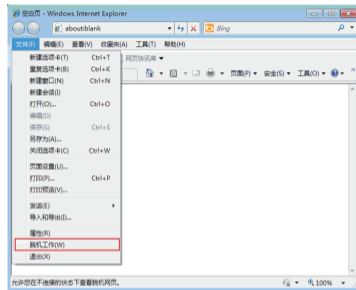 空白页 - Windows Internet Explorer
about:blank
Bing
文件(F) 编辑(E) 查看(V) 收藏夹(A) 工具(T) 帮助(H)
新建选项卡(T) Ctrl+T
网页快讯库
重复选项卡(B) Ctrl+K
新建窗口(N) Ctrl+N
页面(P) 安全(S) 工具(O)
新建会话(I)
打开(O)... Ctrl+O
编辑(D)
保存(S) Ctrl+S
另存为(A)...
关闭选项卡(C) Ctrl+W
页面设置(U)...
打印(P)... Ctrl+P
打印预览(V)...
发送(E)
导入和导出(I)...
属性(R)
脱机工作(W)
退出(X)
允许您在不连接的状态下查看脱机网页。
100%